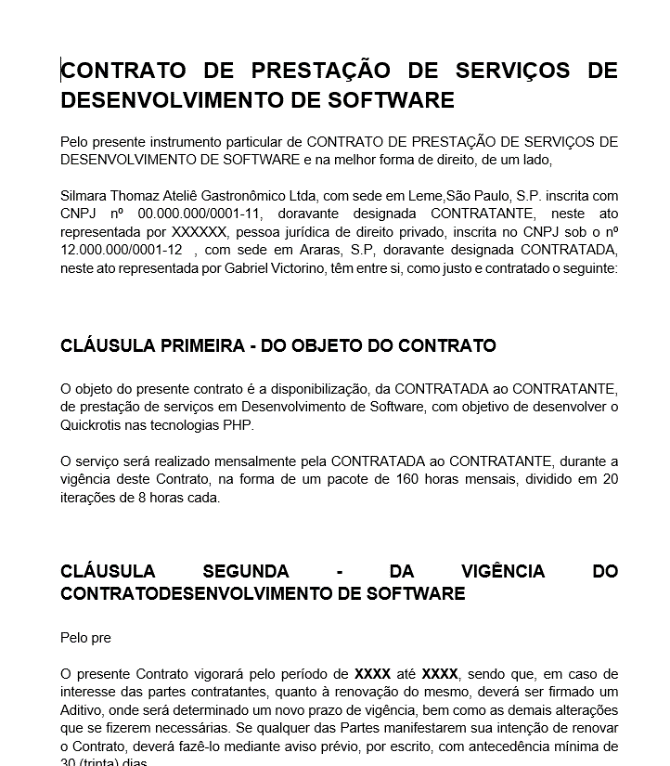 CONTRATO DE PRESTAÇÃO DE SERVIÇOS DE
DESENVOLVIMENTO DE SOFTWARE
Pelo presente instrumento particular de CONTRATO DE PRESTAÇÃO DE SERVIÇOS DE
DESENVOLVIMENTO DE SOFTWARE e na melhor forma de direito, de um lado,
Silmara Thomaz Ateliê Gastronômico Ltda, com sede em Leme,São Paulo, S.P. inscrita com
CNPJ nº 00.000.000/0001-11, doravante designada CONTRATANTE, neste ato
representada por XXXXXX, pessoa jurídica de direito privado, inscrita no CNPJ sob o nº
12.000.000/0001-12 , com sede em Araras, S.P, doravante designada CONTRATADA,
neste ato representada por Gabriel Victorino, têm entre si, como justo e contratado o seguinte:
CLÁUSULA PRIMEIRA - DO OBJETO DO CONTRATO
O objeto do presente contrato é a disponibilização, da CONTRATADA ao CONTRATANTE,
de prestação de serviços em Desenvolvimento de Software, com objetivo de desenvolver o
Quickrotis nas tecnologias PHP.
O serviço será realizado mensalmente pela CONTRATADA ao CONTRATANTE, durante a
vigência deste Contrato, na forma de um pacote de 160 horas mensais, dividido em 20
iterações de 8 horas cada.
CLÁUSULA SEGUNDA - DA VIGÊNCIA DO
CONTRATODESENVOLVIMENTO DE SOFTWARE
Pelo pre
O presente Contrato vigorará pelo período de XXXX até XXXX, sendo que, em caso de
interesse das partes contratantes, quanto à renovação do mesmo, deverá ser firmado um
Aditivo, onde será determinado um novo prazo de vigência, bem como as demais alterações
que se fizerem necessárias. Se qualquer das Partes manifestarem sua intenção de renovar
o Contrato, deverá fazê-lo mediante aviso prévio, por escrito, com antecedência mínima de
30 (trinta) dias